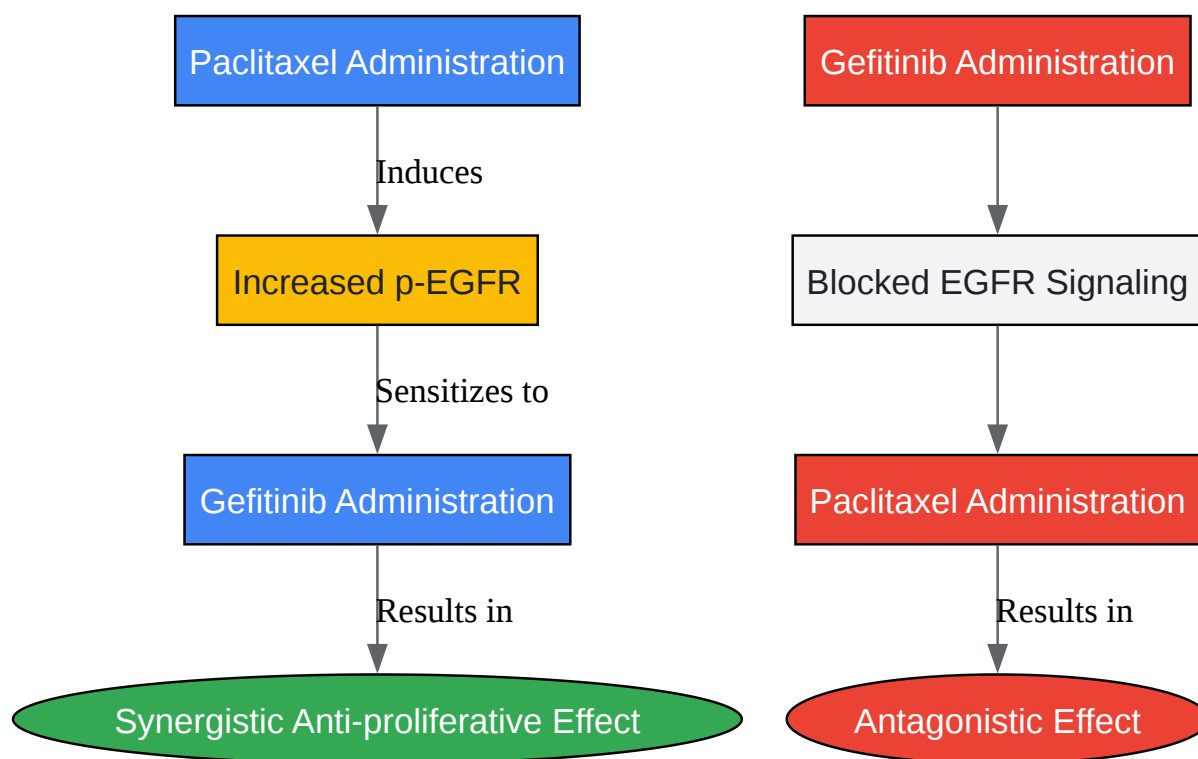 Paclitaxel Administration
Induces
Increased p-EGFR
Sensitizes to
Gefitinib Administration
Results in
Synergistic Anti-proliferative Effect
Gefitinib Administration
Blocked EGFR Signaling
Paclitaxel Administration
Results in
Antagonistic Effect